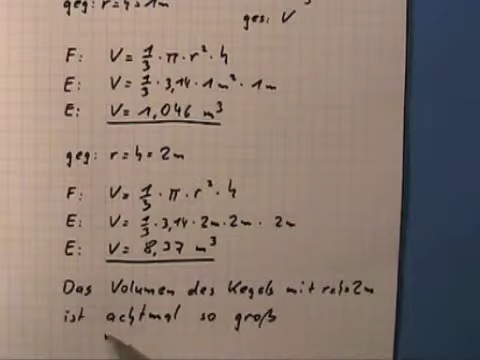 geg: r=h=1m
ges: V
F: V = 1/3 · π · r² · h
E: V = 1/3 · 3,14 · 1m² · 1m
E: V = 1,046 m³
geg: r=h=2m
F: V = 1/3 · π · r² · h
E: V = 1/3 · 3,14 · 2m · 2m · 2m
E: V = 8,37 m³
Das Volumen des Kegels mit r=h=2m
ist achtmal so groß